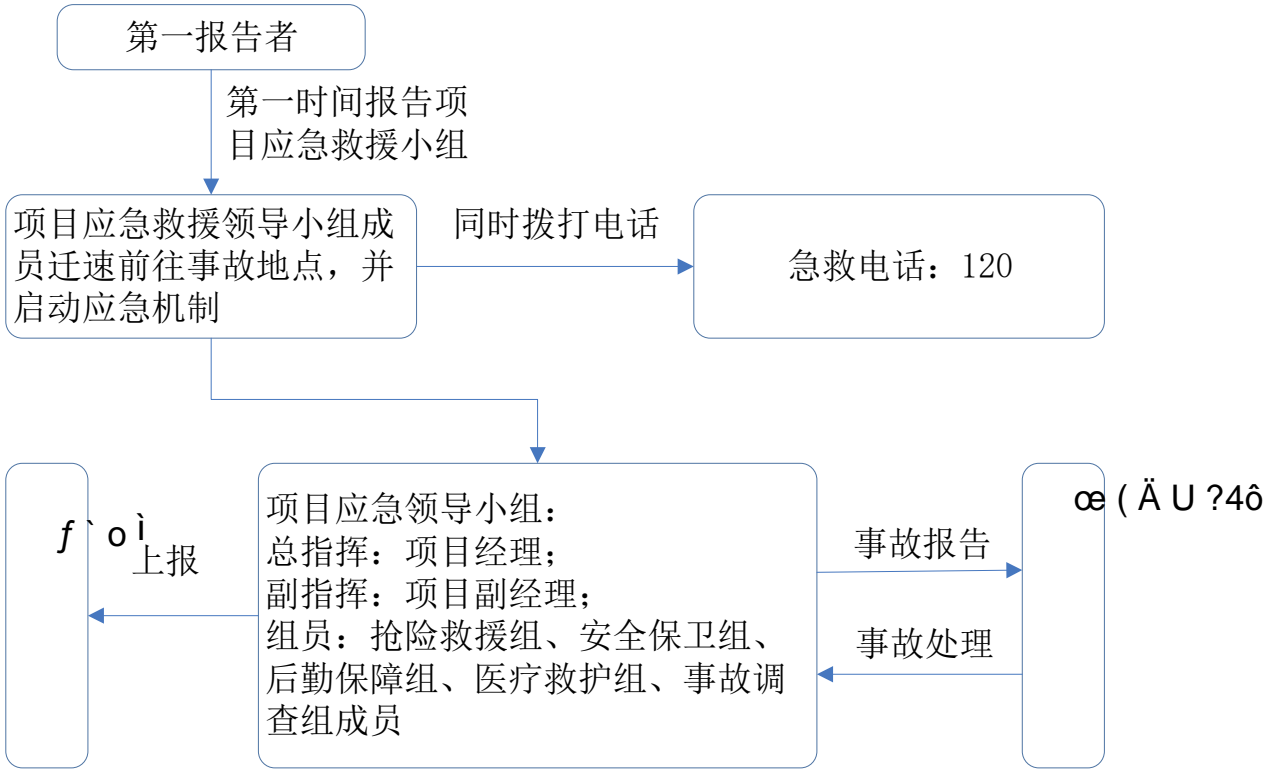 第一报告者
第一时间报告项
目应急救援小组
项目应急救援领导小组成
员迁速前往事故地点，并
启动应急机制
同时拨打电话
急救电话：120
上报
项目应急领导小组：
总指挥：项目经理；
副指挥：项目副经理；
组员：抢险救援组、安全保卫组、
后勤保障组、医疗救护组、事故调
查组成员
事故报告
事故处理
œ ( Ä U ?4ô
ƒ ` o ì